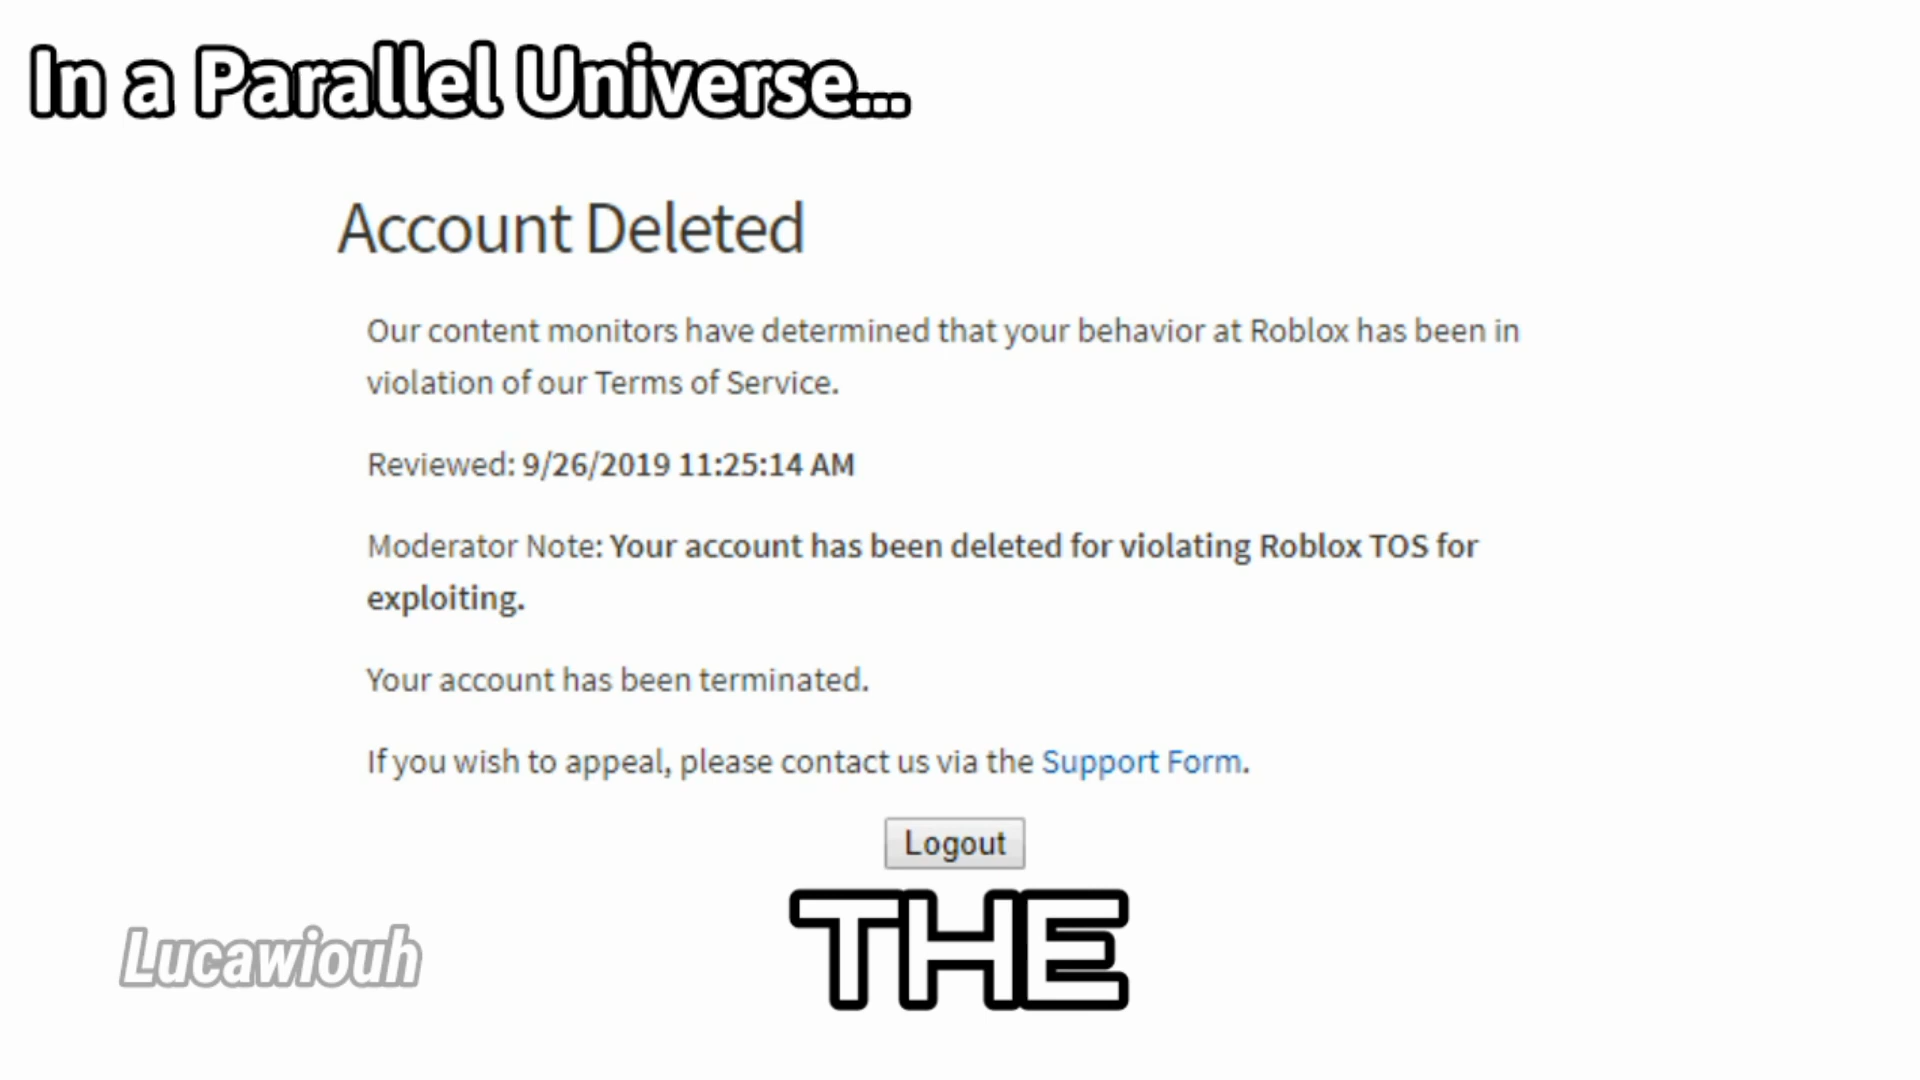 In a Parallel Universe...
Account Deleted
Our content monitors have determined that your behavior at Roblox has been in
violation of our Terms of Service.
Reviewed: 9/26/2019 11:25:14 AM
Moderator Note: Your account has been deleted for violating Roblox TOS for
exploiting.
Your account has been terminated.
If you wish to appeal, please contact us via the Support Form.
Logout
THE
Lucawiouh